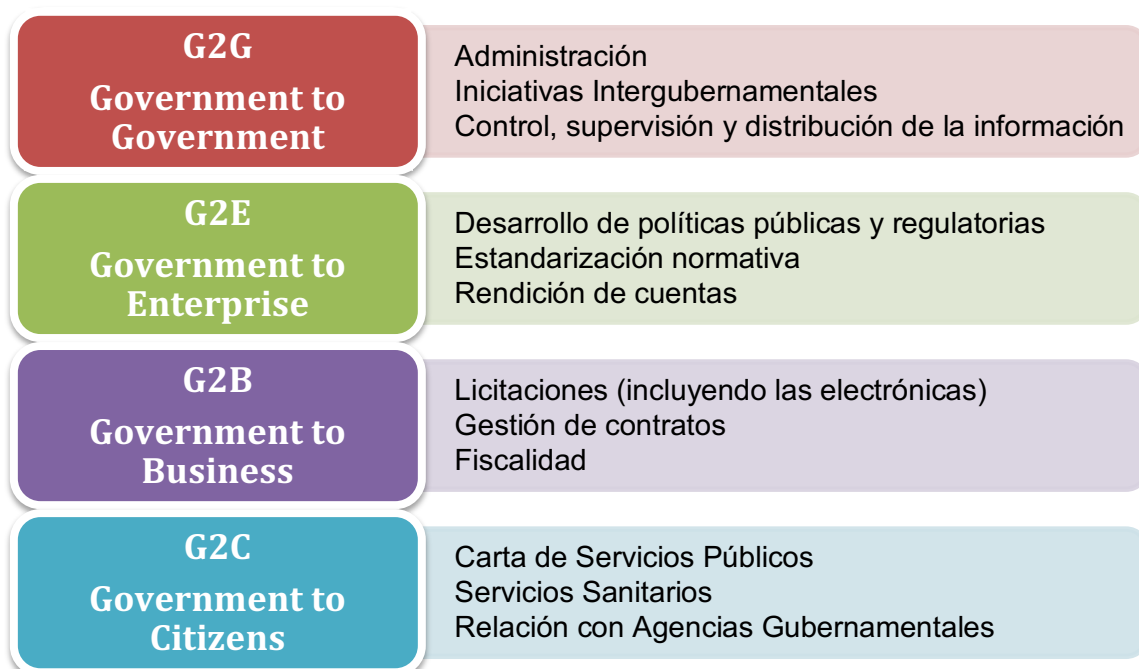 G2G
Government to
Government
Administración
Iniciativas Intergubernamentales
Control, supervisión y distribución de la información
G2E
Government to
Enterprise
Desarrollo de políticas públicas y regulatorias
Estandarización normativa
Rendición de cuentas
G2B
Government to
Business
Licitaciones (incluyendo las electrónicas)
Gestión de contratos
Fiscalidad
G2C
Government to
Citizens
Carta de Servicios Públicos
Servicios Sanitarios
Relación con Agencias Gubernamentales